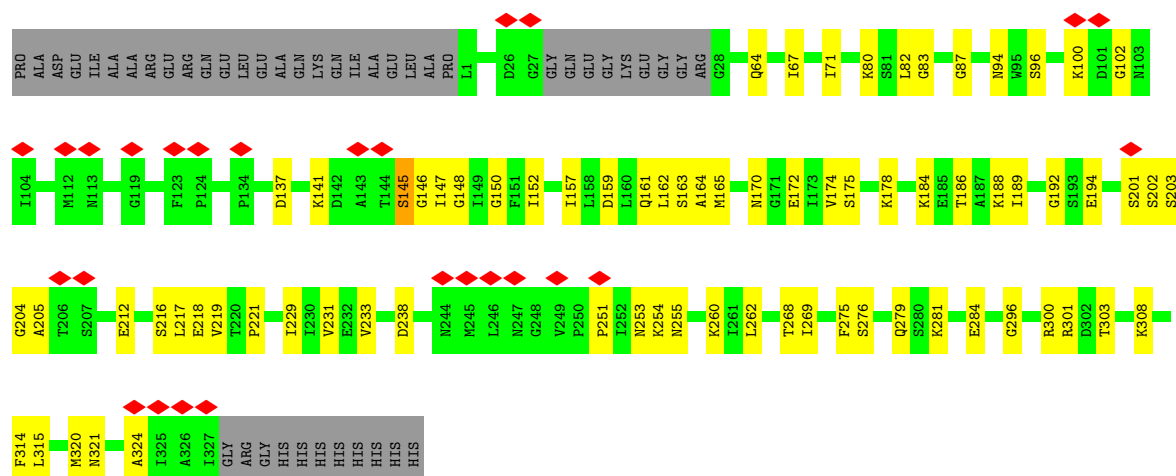 PRO ALA ASP GLU ILE ALA ALA ARG GLU ARG GLN GLU LEU GLU ALA GLN LYS GLN ILE ALA GLU LEU ALA PRO L1 D26 G27 GLY GLN GLU GLY LYS GLU GLY GLY ARG G28 Q64 I67 I71 K80 S81 L82 G83 G87 N94 W95 S96 K100 D101 G102 N103
I104 M112 N113 G119 F123 P124 P134 D137 K141 D142 A143 T144 S145 G146 I147 G148 I149 G150 F151 I152 I157 L158 D159 L160 Q161 L162 S163 A164 M165 N170 G171 E172 I173 V174 S175 K178 K184 E185 T186 A187 K188 I189 G192 S193 E194 S201 S202 S203
G204 A205 T206 S207 E212 S216 L217 E218 V219 T220 P221 I229 I230 V231 E232 V233 D238 N244 M245 L246 N247 G248 V249 P250 P251 I252 N253 K254 N255 K260 I261 L262 T268 I269 F275 S276 Q279 S280 K281 E284 G296 R300 R301 D302 T303 K308
F314 L315 M320 N321 A324 I325 A326 I327 GLY ARG GLY HIS HIS HIS HIS HIS HIS HIS HIS